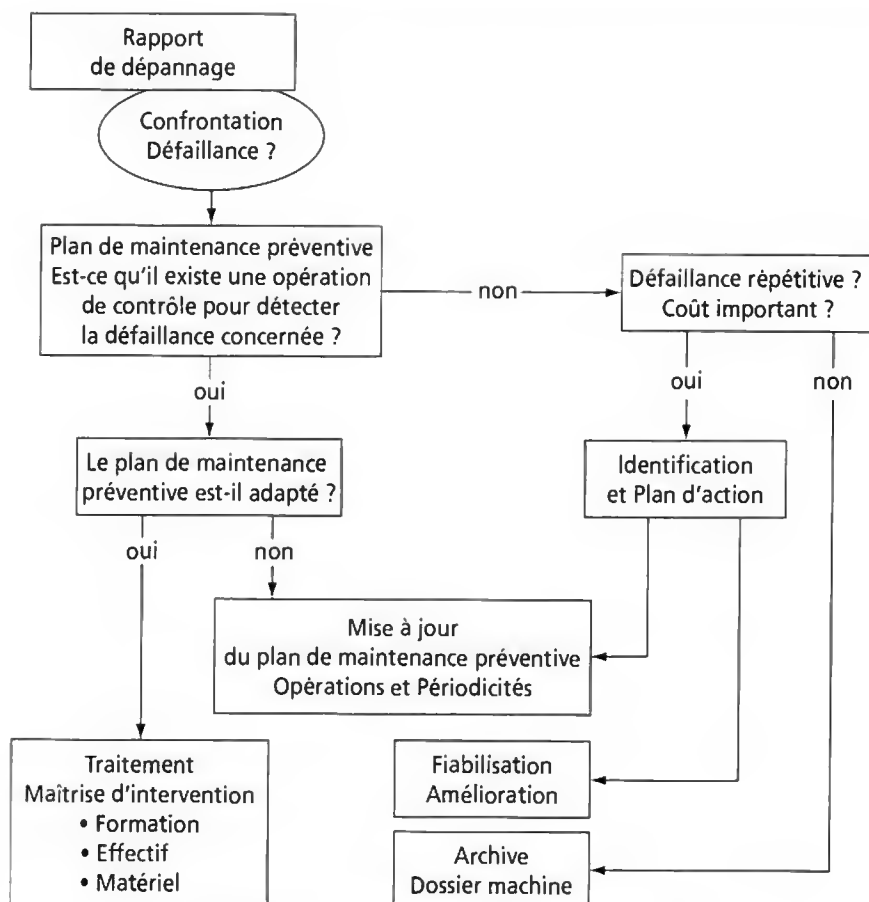 Rapport
de dépannage
Confrontation
Défaillance ?
Plan de maintenance préventive
Est-ce qu'il existe une opération
de contrôle pour détecter
la défaillance concernée ?
non
Défaillance rèpétitive ?
Coût important ?
oui
oui
non
Le plan de maintenance
préventive est-il adapté ?
Identification
et Plan d'action
oui
non
Mise à jour
du plan de maintenance préventive
Opèrations et Périodicités
Traitement
Maîtrise d'intervention
• Formation
• Effectif
• Matériel
Fiabilisation
Amélioration
Archive
Dossier machine